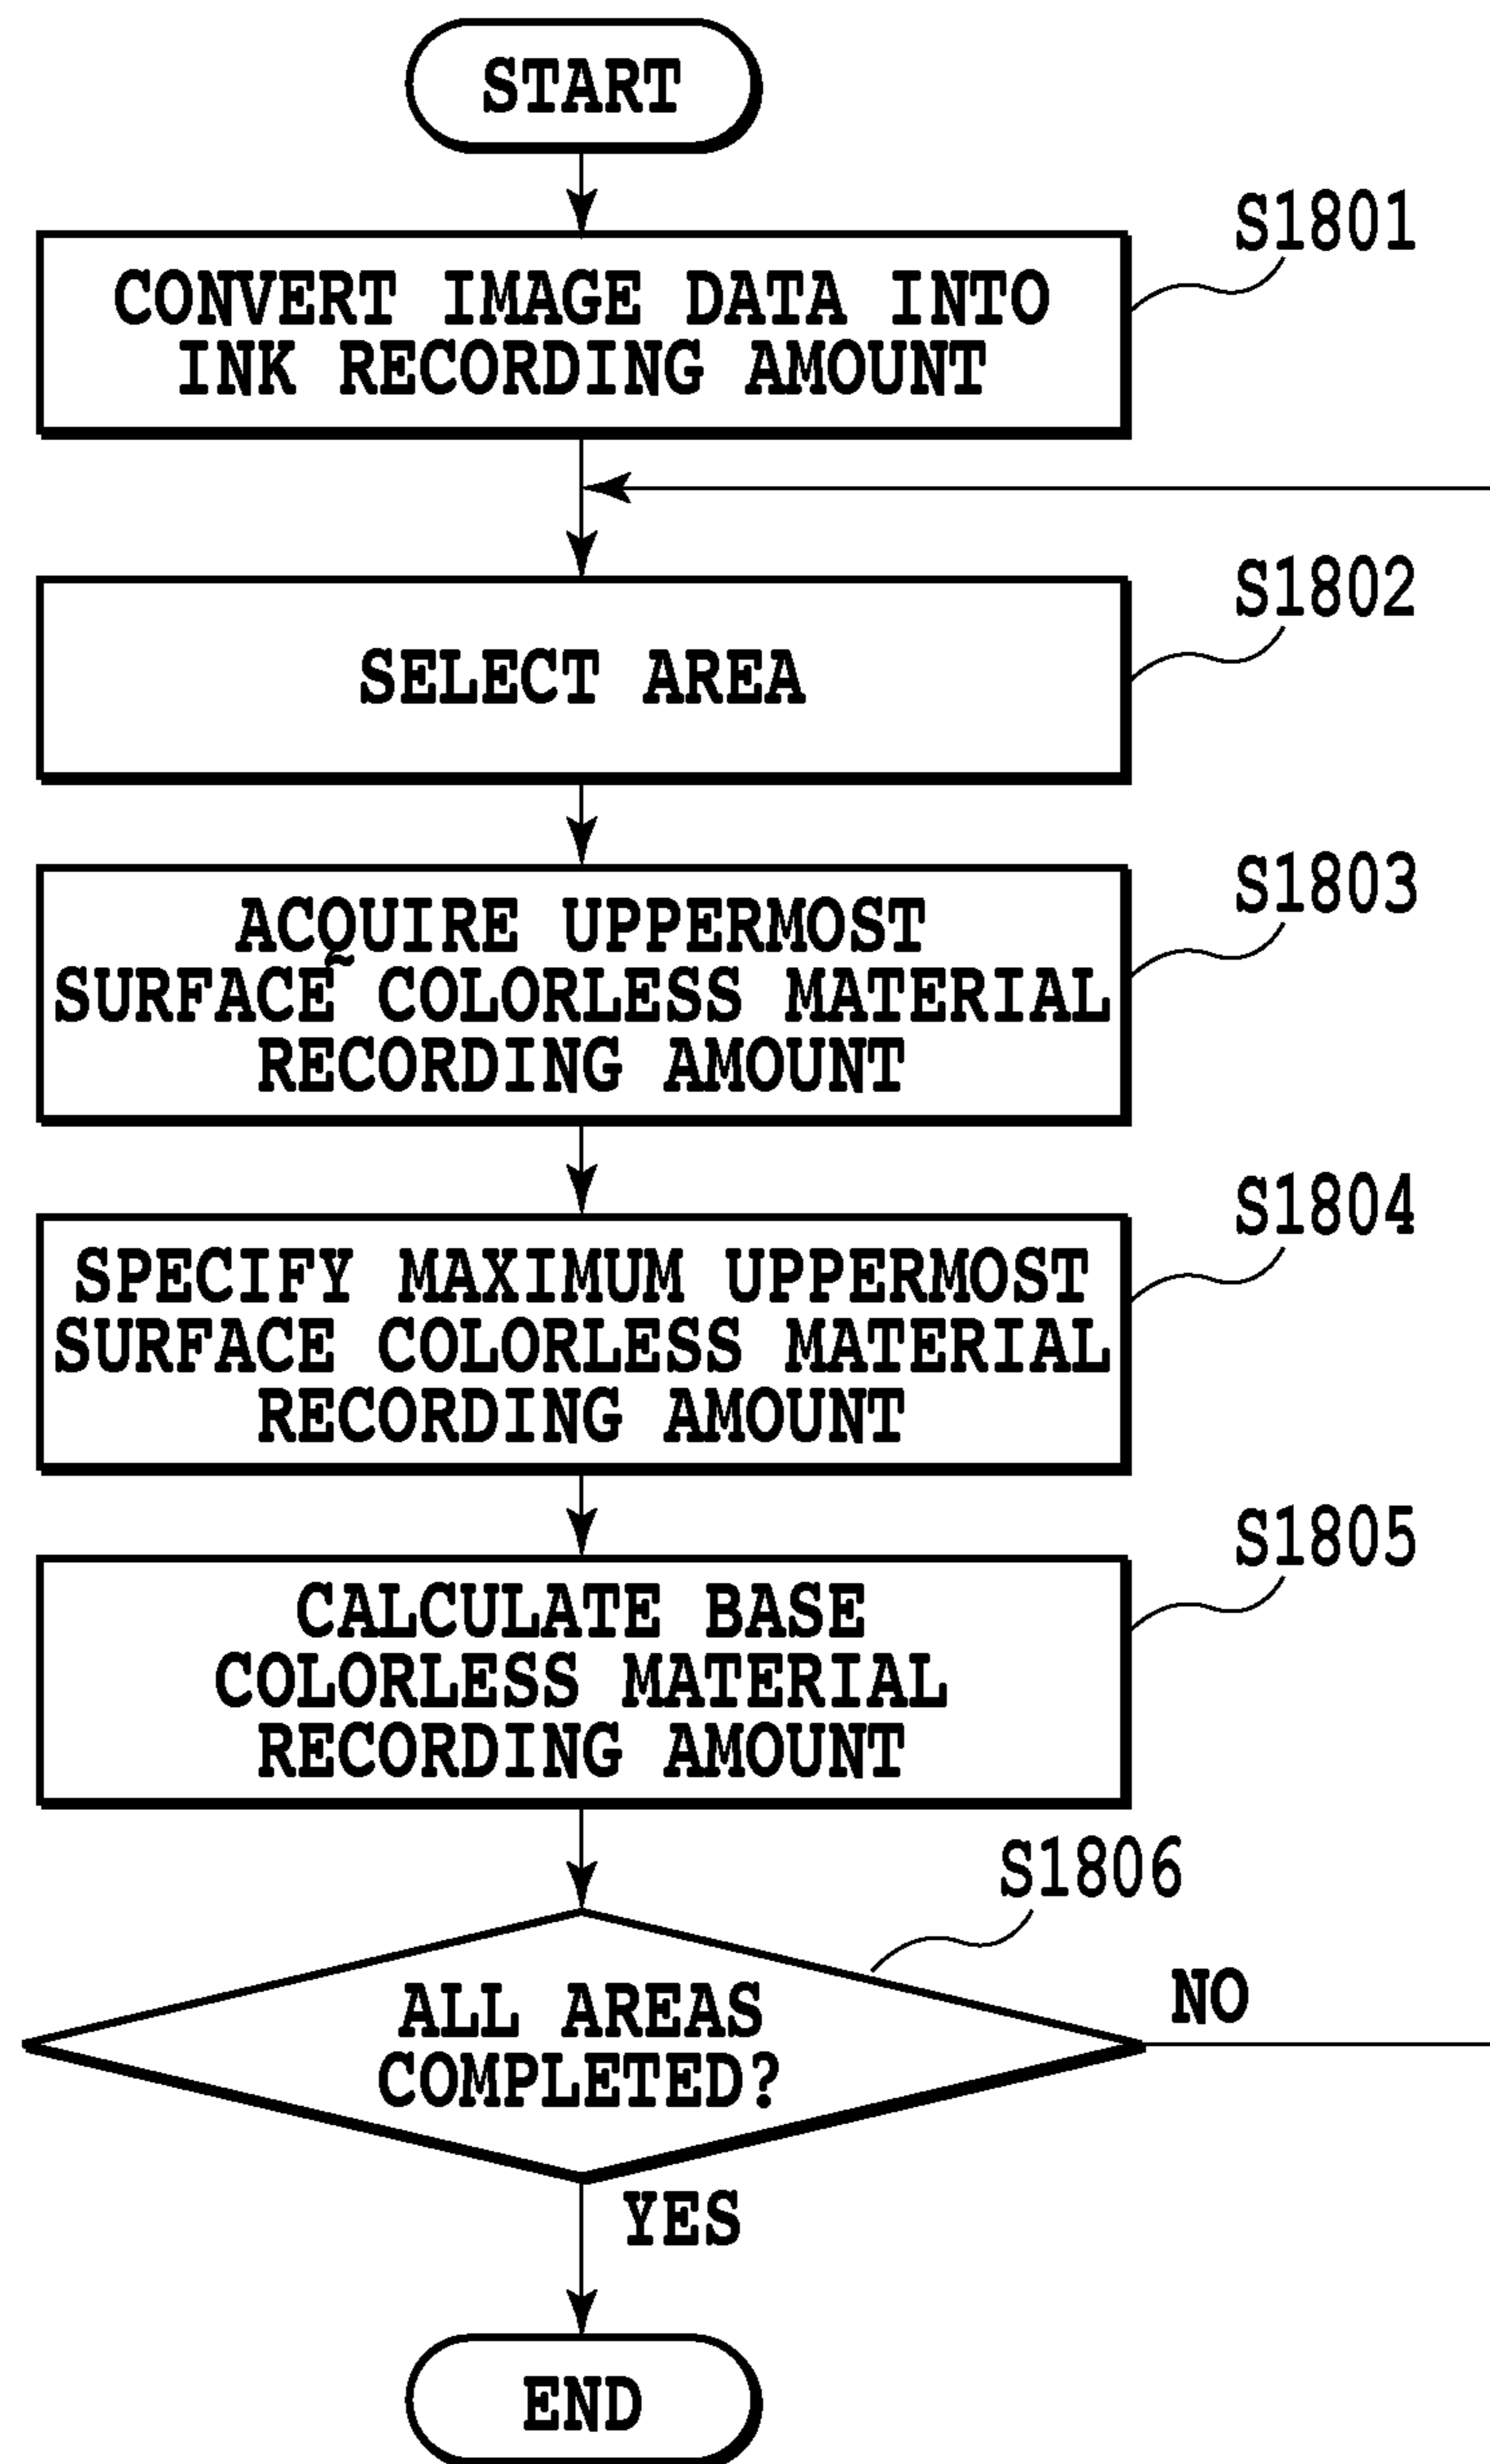 START
S1801
CONVERT IMAGE DATA INTO
INK RECORDING AMOUNT
S1802
SELECT AREA
S1803
ACQUIRE UPPERMOST
SURFACE COLORLESS MATERIAL
RECORDING AMOUNT
S1804
SPECIFY MAXIMUM UPPERMOST
SURFACE COLORLESS MATERIAL
RECORDING AMOUNT
S1805
CALCULATE BASE
COLORLESS MATERIAL
RECORDING AMOUNT
S1806
ALL AREAS
COMPLETED?
NO
YES
END